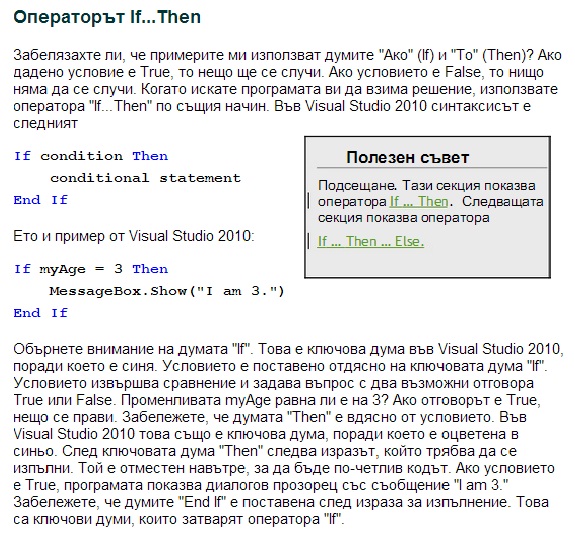 Операторът If...Then
Забелязахте ли, че примерите ми използват думите "Ако" (If) и "То" (Then)? Ако
дадено условие е True, то нещо ще се случи. Ако условието е False, то нищо
няма да се случи. Когато искате програмата ви да взима решение, използвате
оператора "If...Then" по същия начин. Във Visual Studio 2010 синтаксисът е
следният
If condition Then
conditional statement
End If
Полезен съвет
Подсещане. Тази секция показва
оператора If ... Then. Следващата
секция показва оператора
If ... Then ... Else.
Ето и пример от Visual Studio 2010:
If myAge = 3 Then
MessageBox.Show("I am 3.")
End If
Обърнете внимание на думата "If". Това е ключова дума във Visual Studio 2010,
поради което е синя. Условието е поставено отдясно на ключовата дума "If".
Условието извършва сравнение и задава въпрос с два възможни отговора
True или False. Променливата myAge равна ли е на 3? Ако отговорът е True,
нещо се прави. Забележете, че думата "Then" е вдясно от условието. Във
Visual Studio 2010 това също е ключова дума, поради което е оцветена в
синьо. След ключовата дума "Then" следва изразът, който трябва да се
изпълни. Той е отместен навътре, за да бъде по-четлив кодът. Ако условието
е True, програмата показва диалогов прозорец със съобщение "I am 3."
Забележете, че думите "End If" е поставена след израза за изпълнение. Това
са ключови думи, които затварят оператора "If".